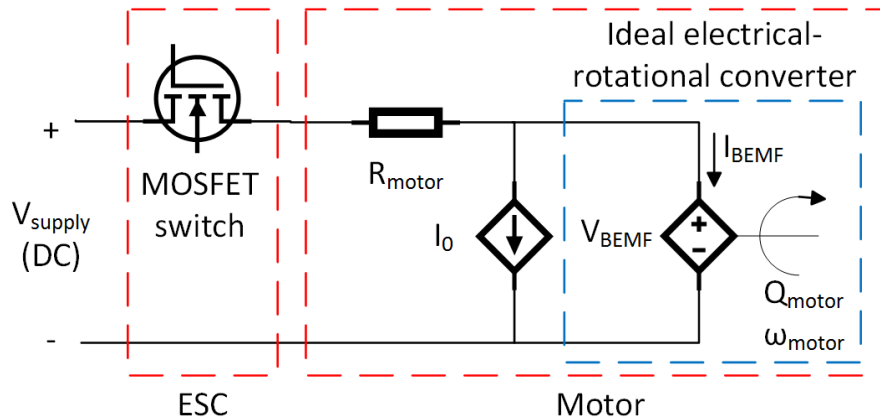 Ideal electrical-
rotational converter
+
MOSFET
switch
V_supply
(DC)
-
R_motor
I_0
I_BEMF
V_BEMF
+
-
Q_motor
ω_motor
ESC
Motor